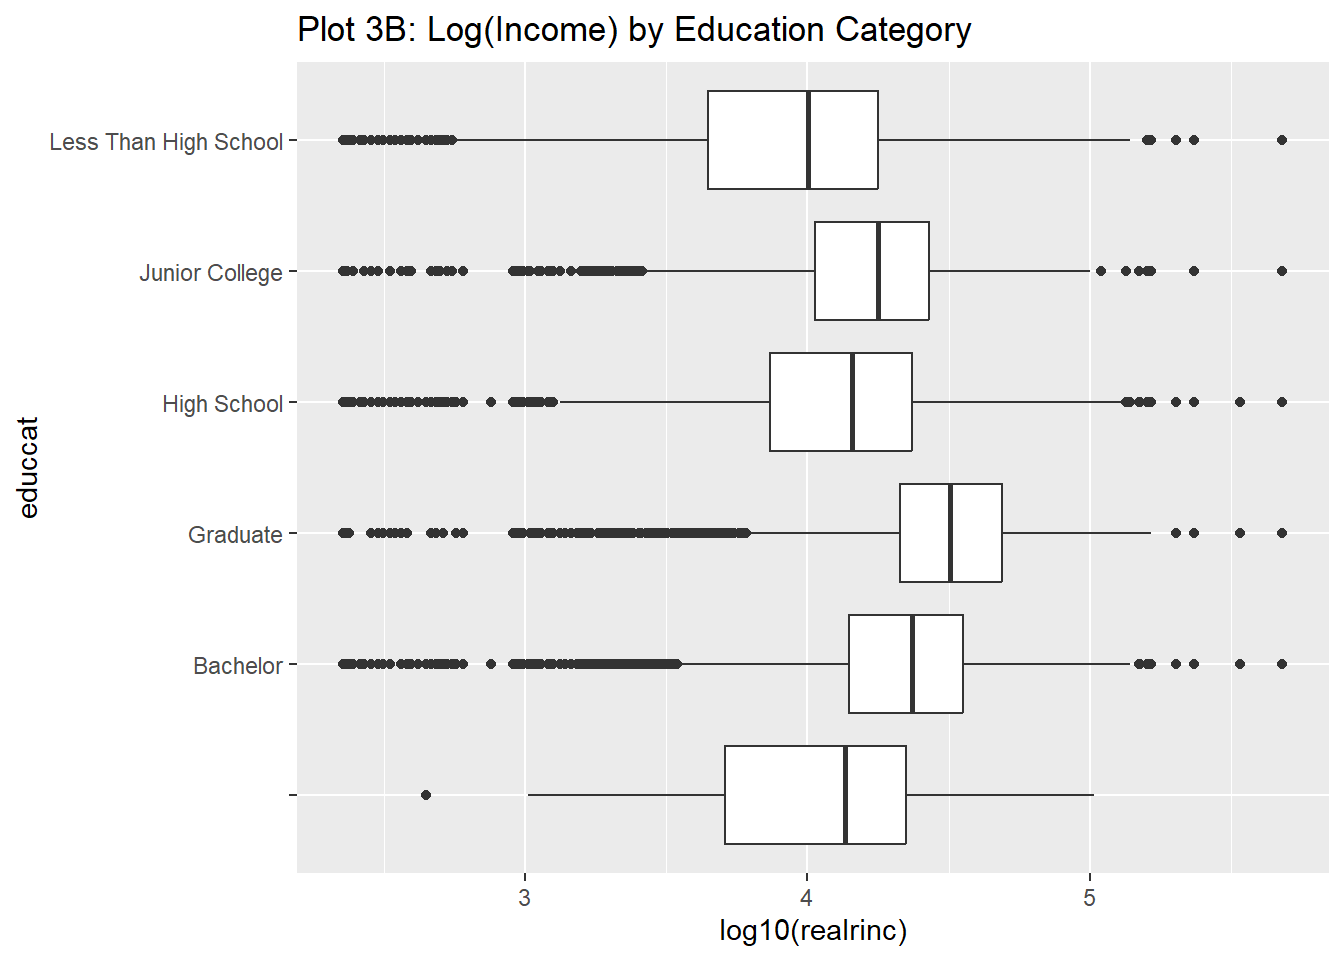 Plot 3B: Log(Income) by Education Category
Less Than High School
Junior College
High School
Graduate
Bachelor
educcat
3 4 5
log10(realrinc)